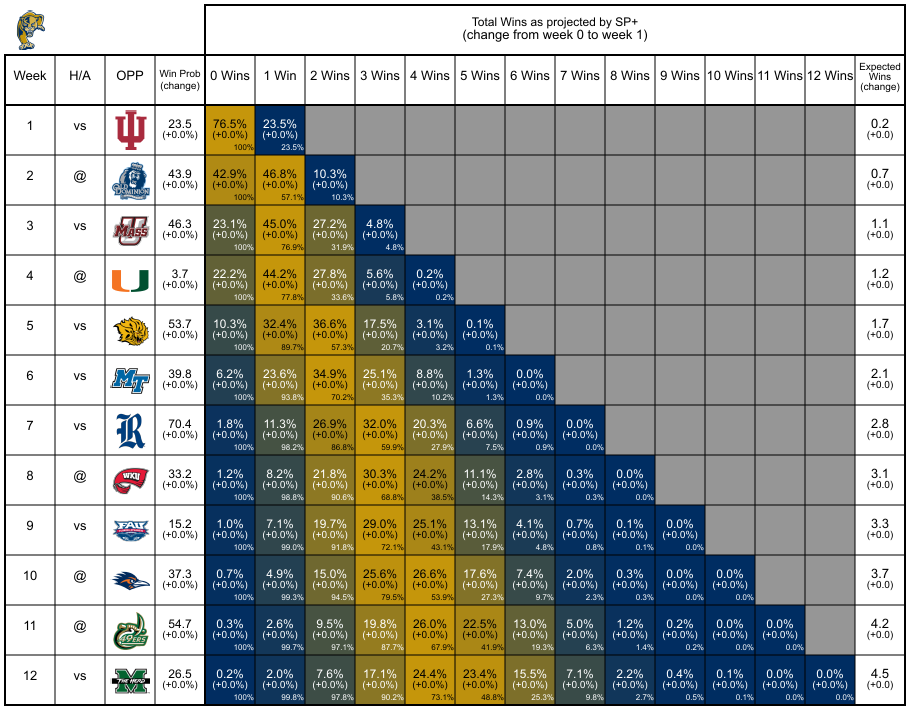 Total Wins as projected by SP+
(change from week 0 to week 1)
Week H/A OPP Win Prob (change) 0 Wins 1 Win 2 Wins 3 Wins 4 Wins 5 Wins 6 Wins 7 Wins 8 Wins 9 Wins 10 Wins 11 Wins 12 Wins Expected Wins (change)
1 vs 23.5 76.5% 23.5% 0.2
(+0.0%) (+0.0%) (+0.0%) (+0.0)
100% 23.5%
2 @ OLD DOMINION 43.9 42.9% 46.8% 10.3% 0.7
(+0.0%) (+0.0%) (+0.0%) (+0.0%) (+0.0)
100% 57.1% 10.3%
3 vs MASS 46.3 23.1% 45.0% 27.2% 4.8% 1.1
(+0.0%) (+0.0%) (+0.0%) (+0.0%) (+0.0%) (+0.0)
100% 76.9% 31.9% 4.8%
4 @ 3.7 22.2% 44.2% 27.8% 5.6% 0.2% 1.2
(+0.0%) (+0.0%) (+0.0%) (+0.0%) (+0.0%) (+0.0%) (+0.0)
100% 77.8% 33.6% 5.8% 0.2%
5 vs 53.7 10.3% 32.4% 36.6% 17.5% 3.1% 0.1% 1.7
(+0.0%) (+0.0%) (+0.0%) (+0.0%) (+0.0%) (+0.0%) (+0.0%) (+0.0)
100% 89.7% 57.3% 20.7% 3.2% 0.1%
6 vs MT 39.8 6.2% 23.6% 34.9% 25.1% 8.8% 1.3% 0.0% 2.1
(+0.0%) (+0.0%) (+0.0%) (+0.0%) (+0.0%) (+0.0%) (+0.0%) (+0.0%) (+0.0)
100% 93.8% 70.2% 35.3% 10.2% 1.3% 0.0%
7 vs R 70.4 1.8% 11.3% 26.9% 32.0% 20.3% 6.6% 0.9% 0.0% 2.8
(+0.0%) (+0.0%) (+0.0%) (+0.0%) (+0.0%) (+0.0%) (+0.0%) (+0.0%) (+0.0%) (+0.0)
100% 98.2% 86.8% 59.9% 27.9% 7.5% 0.9% 0.0%
8 @ WKU 33.2 1.2% 8.2% 21.8% 30.3% 24.2% 11.1% 2.8% 0.3% 0.0% 3.1
(+0.0%) (+0.0%) (+0.0%) (+0.0%) (+0.0%) (+0.0%) (+0.0%) (+0.0%) (+0.0%) (+0.0%) (+0.0)
100% 98.8% 90.6% 68.8% 38.5% 14.3% 3.1% 0.3% 0.0%
9 vs FAU 15.2 1.0% 7.1% 19.7% 29.0% 25.1% 13.1% 4.1% 0.7% 0.1% 0.0% 3.3
(+0.0%) (+0.0%) (+0.0%) (+0.0%) (+0.0%) (+0.0%) (+0.0%) (+0.0%) (+0.0%) (+0.0%) (+0.0%) (+0.0)
100% 99.0% 91.8% 72.1% 43.1% 17.9% 4.8% 0.8% 0.1% 0.0%
10 @ 37.3 0.7% 4.9% 15.0% 25.6% 26.6% 17.6% 7.4% 2.0% 0.3% 0.0% 0.0% 3.7
(+0.0%) (+0.0%) (+0.0%) (+0.0%) (+0.0%) (+0.0%) (+0.0%) (+0.0%) (+0.0%) (+0.0%) (+0.0%) (+0.0%) (+0.0)
100% 99.3% 94.5% 79.5% 53.9% 27.3% 9.7% 2.3% 0.3% 0.0% 0.0%
11 @ 49ERS 54.7 0.3% 2.6% 9.5% 19.8% 26.0% 22.5% 13.0% 5.0% 1.2% 0.2% 0.0% 0.0% 4.2
(+0.0%) (+0.0%) (+0.0%) (+0.0%) (+0.0%) (+0.0%) (+0.0%) (+0.0%) (+0.0%) (+0.0%) (+0.0%) (+0.0%) (+0.0%) (+0.0)
100% 99.7% 97.1% 87.7% 67.9% 41.9% 19.3% 6.3% 1.4% 0.2% 0.0% 0.0%
12 vs THE HERD 26.5 0.2% 2.0% 7.6% 17.1% 24.4% 23.4% 15.5% 7.1% 2.2% 0.4% 0.1% 0.0% 0.0% 4.5
(+0.0%) (+0.0%) (+0.0%) (+0.0%) (+0.0%) (+0.0%) (+0.0%) (+0.0%) (+0.0%) (+0.0%) (+0.0%) (+0.0%) (+0.0%) (+0.0%) (+0.0)
100% 99.8% 97.8% 90.2% 73.1% 48.8% 25.3% 9.8% 2.7% 0.5% 0.1% 0.0% 0.0%